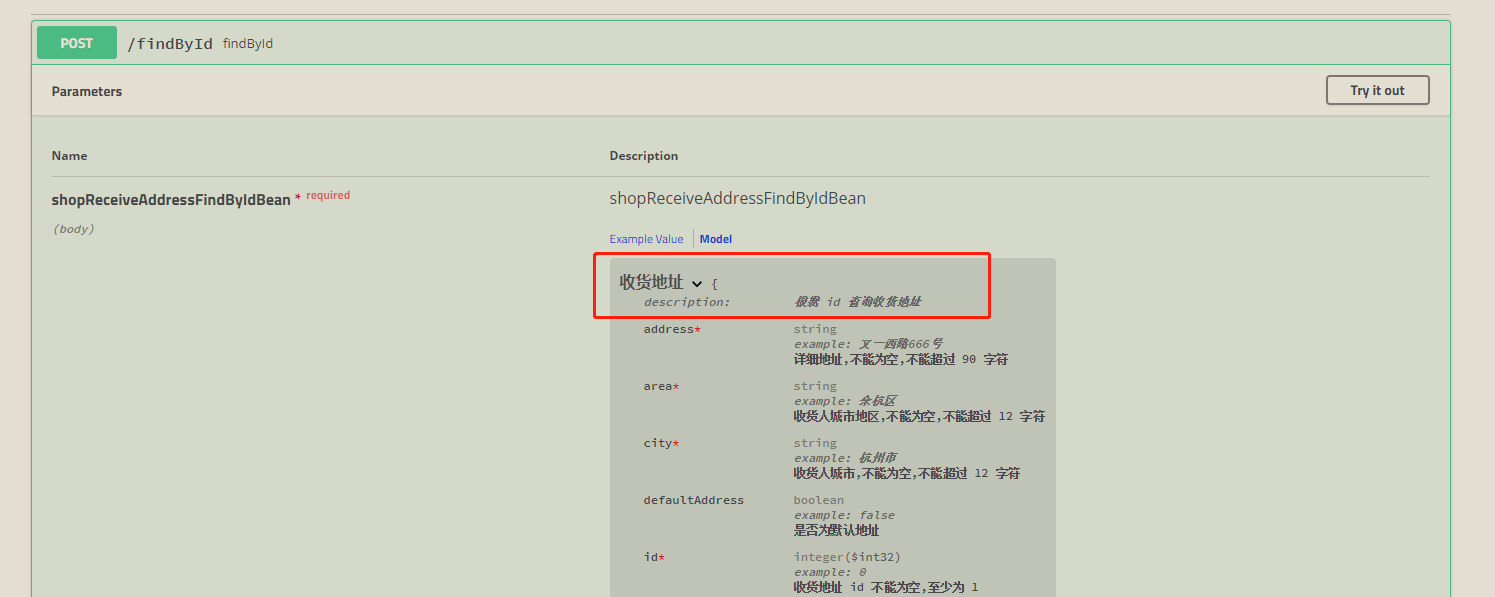 POST /findById findById
Parameters
Try it out
Name Description
shopReceiveAddressFindByIdBean * required
(body)
shopReceiveAddressFindByIdBean
Example Value Model
收货地址 {
description: 根据 id 查询收货地址
address* string
example: 文一西路666号
详细地址,不能为空,不能超过 90 字符
area* string
example: 余杭区
收货人城市地区,不能为空,不能超过 12 字符
city* string
example: 杭州市
收货人城市,不能为空,不能超过 12 字符
defaultAddress boolean
example: false
是否为默认地址
id* integer($int32)
example: 0
收货地址 id 不能为空,至少为 1